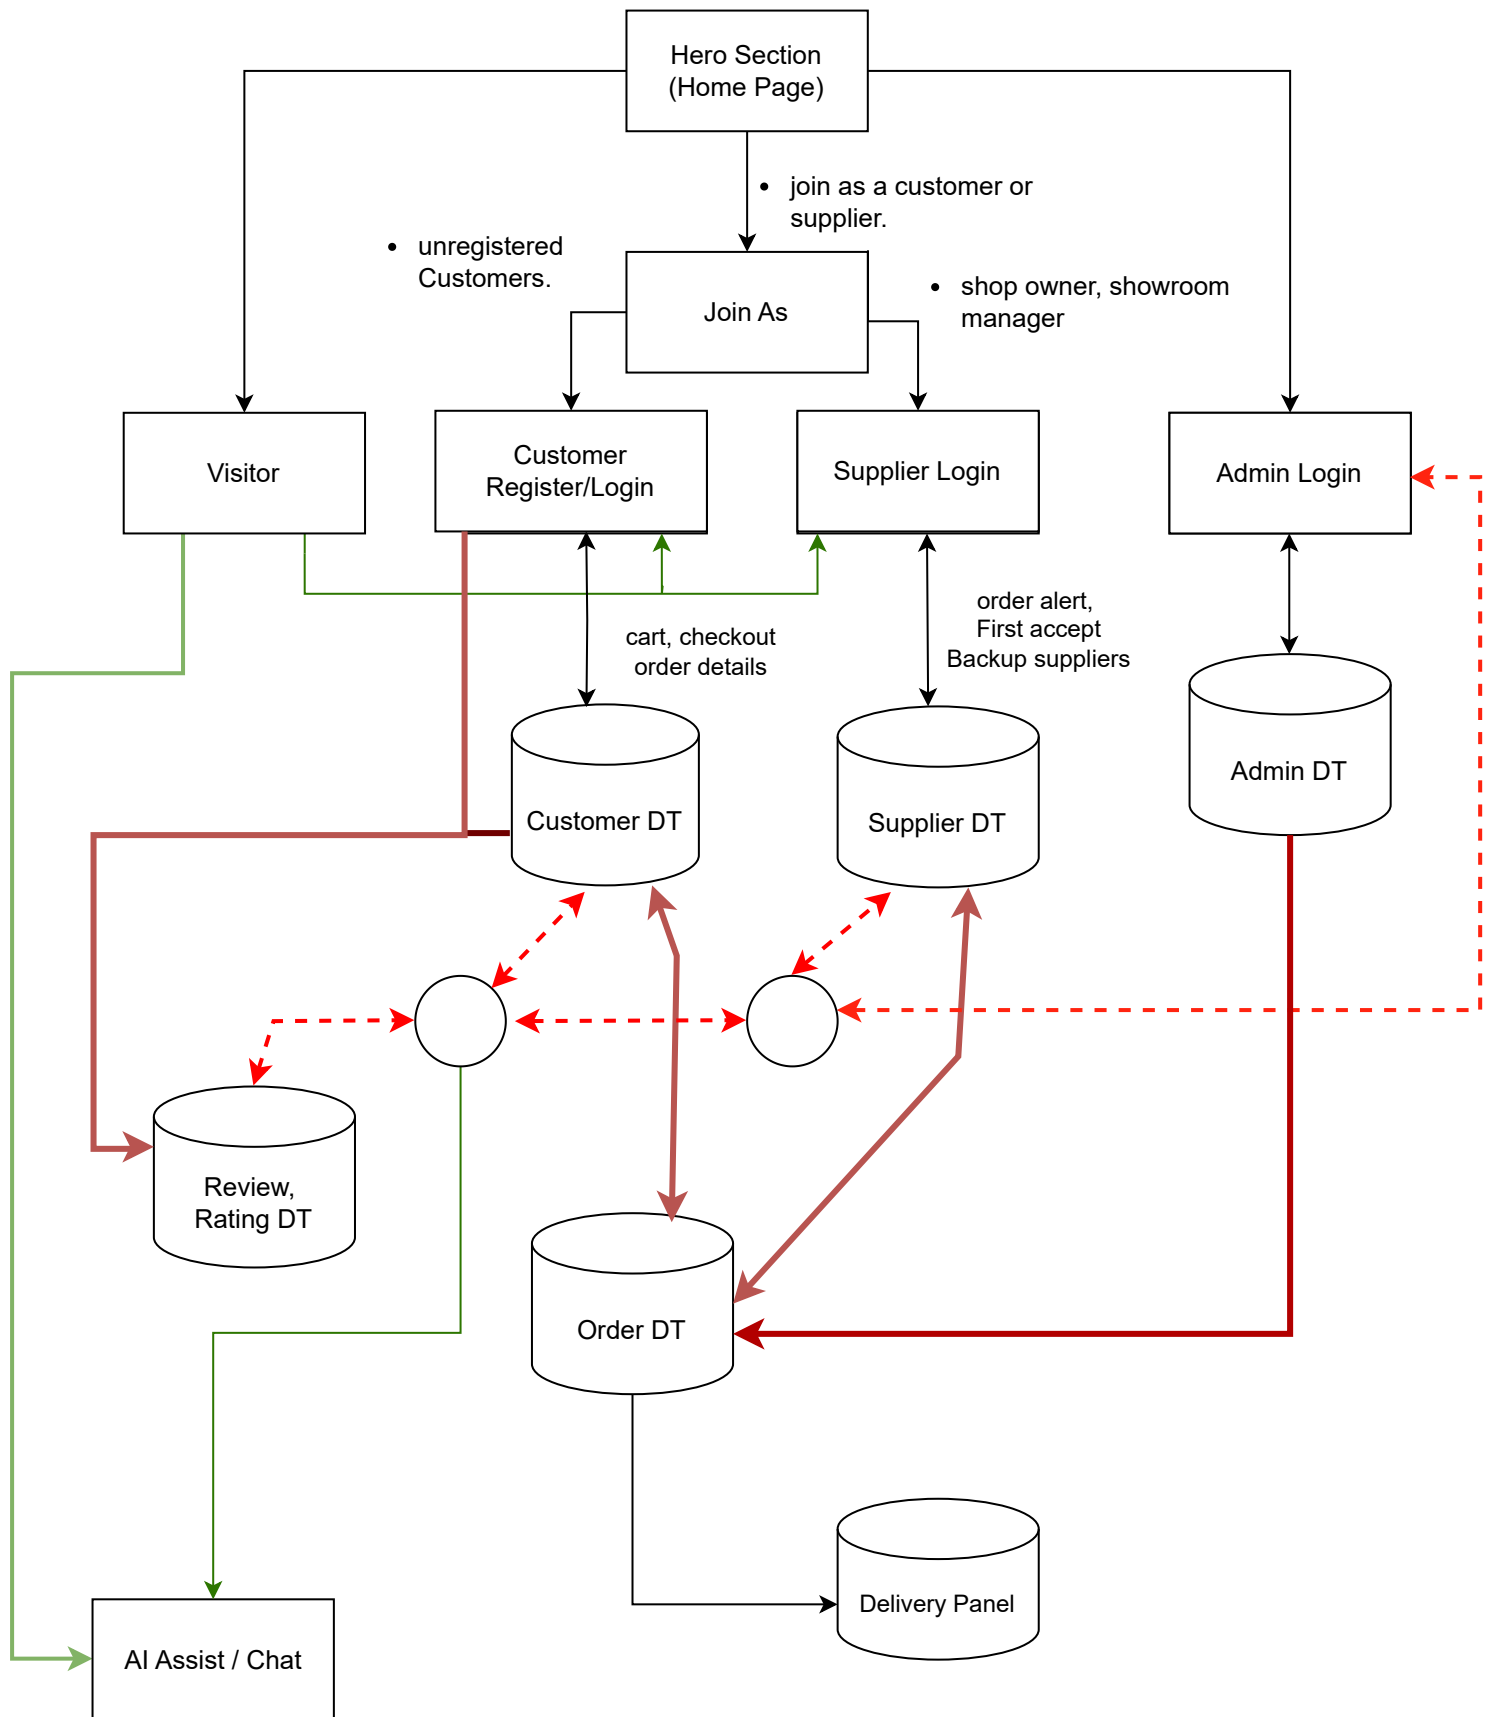 Hero Section
(Home Page)
• join as a customer or
supplier.
• unregistered
Customers.
• shop owner, showroom
manager
Join As
Visitor
Customer
Register/Login
Supplier Login
Admin Login
order alert,
First accept
Backup suppliers
cart, checkout
order details
Admin DT
Customer DT
Supplier DT
Review,
Rating DT
Order DT
Delivery Panel
AI Assist / Chat